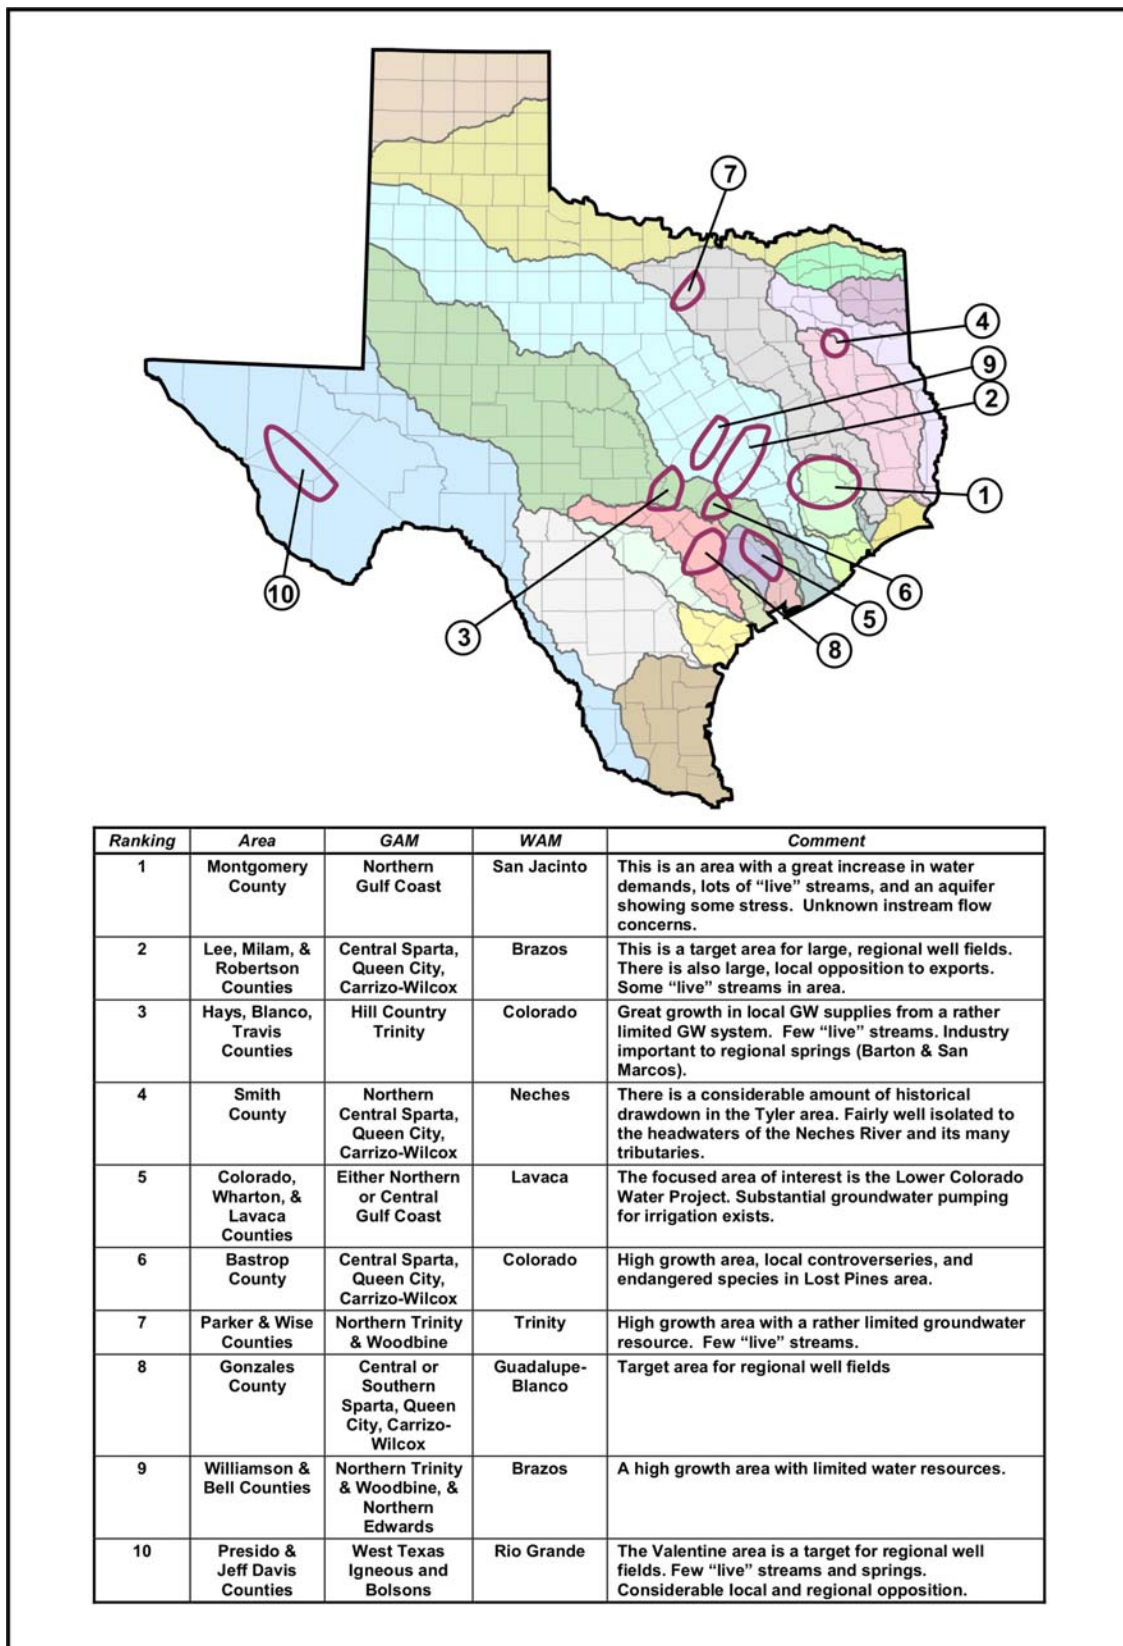 7
4
9
2
1
10
6
3
5
8
Ranking Area GAM WAM Comment
1 Montgomery Northern San Jacinto This is an area with a great increase in water
County Gulf Coast demands, lots of “live” streams, and an aquifer
showing some stress. Unknown instream flow
concerns.
2 Lee, Milam, & Central Sparta, Brazos This is a target area for large, regional well fields.
Robertson Queen City, There is also large, local opposition to exports.
Counties Carrizo-Wilcox Some “live” streams in area.
3 Hays, Blanco, Hill Country Colorado Great growth in local GW supplies from a rather
Travis Trinity limited GW system. Few “live” streams. Industry
Counties important to regional springs (Barton & San
Marcos).
4 Smith Northern Neches There is a considerable amount of historical
County Central Sparta, drawdown in the Tyler area. Fairly well isolated to
Queen City, the headwaters of the Neches River and its many
Carrizo-Wilcox tributaries.
5 Colorado, Either Northern Lavaca The focused area of interest is the Lower Colorado
Wharton, & or Central Water Project. Substantial groundwater pumping
Lavaca Gulf Coast for irrigation exists.
Counties
6 Bastrop Central Sparta, Colorado High growth area, local controverseries, and
County Queen City, endangered species in Lost Pines area.
Carrizo-Wilcox
7 Parker & Wise Northern Trinity Trinity High growth area with a rather limited groundwater
Counties & Woodbine resource. Few “live” streams.
8 Gonzales Central or Guadalupe- Target area for regional well fields
County Southern Blanco
Sparta, Queen
City, Carrizo-
Wilcox
9 Williamson & Northern Trinity Brazos A high growth area with limited water resources.
Bell Counties & Woodbine, &
Northern
Edwards
10 Presido & West Texas Rio Grande The Valentine area is a target for regional well
Jeff Davis Igneous and fields. Few “live” streams and springs.
Counties Bolsons Considerable local and regional opposition.